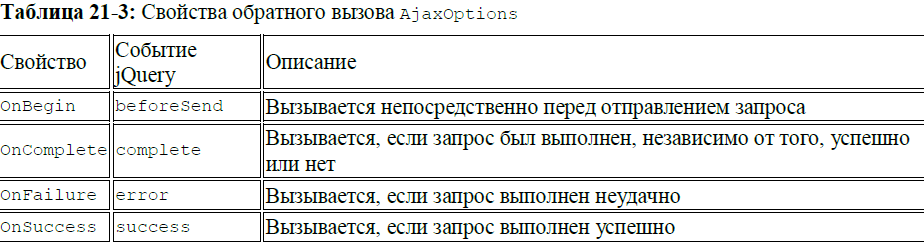 Таблица 21-3: Свойства обратного вызова AjaxOptions
Свойство Событие jQuery Описание
OnBegin beforeSend Вызывается непосредственно перед отправлением запроса
OnComplete complete Вызывается, если запрос был выполнен, независимо от того, успешно
или нет
OnFailure error Вызывается, если запрос выполнен неудачно
OnSuccess success Вызывается, если запрос выполнен успешно